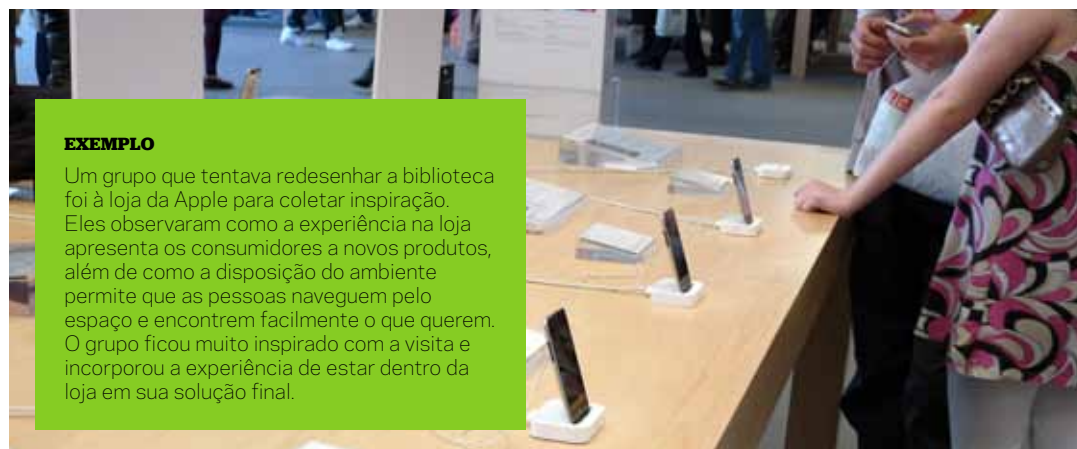 EXEMPLO
Um grupo que tentava redesenhar a biblioteca
foi à loja da Apple para coletar inspiração.
Eles observaram como a experiência na loja
apresenta os consumidores a novos produtos,
além de como a disposição do ambiente
permite que as pessoas naveguem pelo
espaço e encontrem facilmente o que querem.
O grupo ficou muito inspirado com a visita e
incorporou a experiência de estar dentro da
loja em sua solução final.